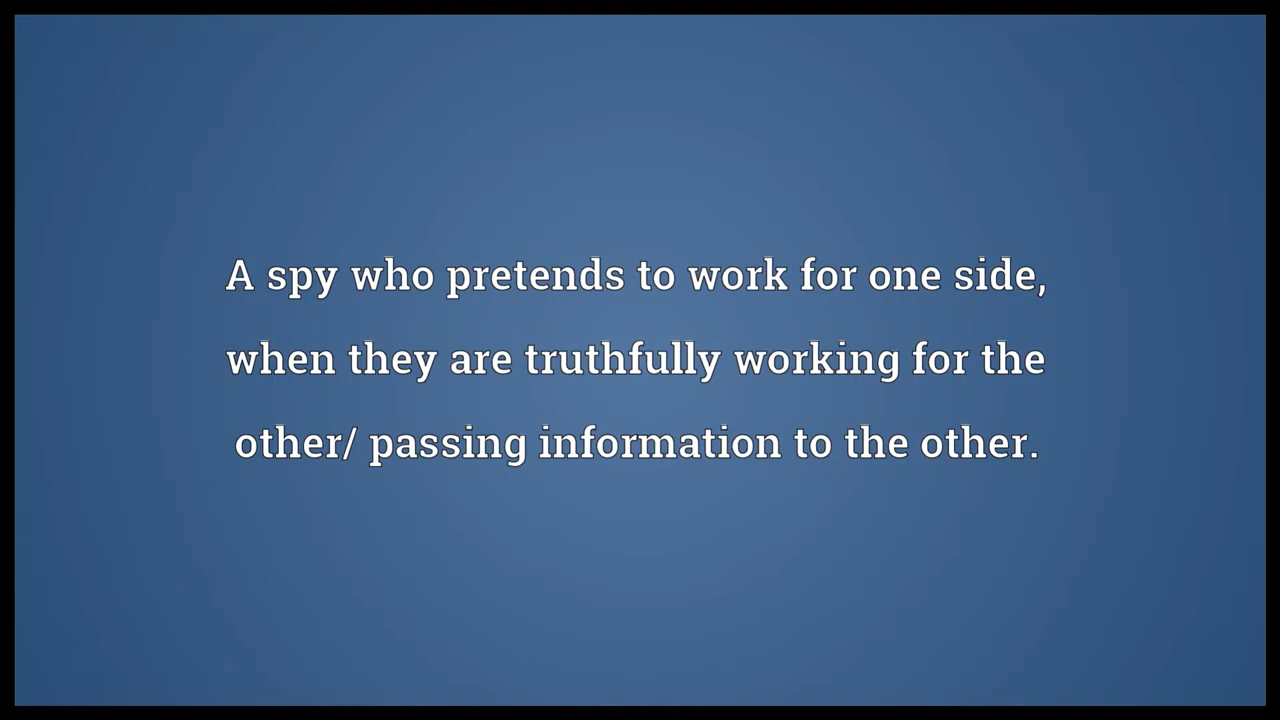 A spy who pretends to work for one side,
when they are truthfully working for the
other/ passing information to the other.